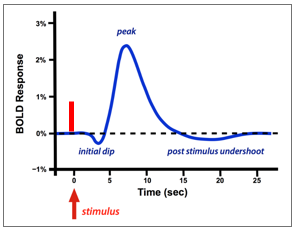 3%
peak
2%
BOLD Response
1%
0%
initial dip
post stimulus undershoot
−1%
0 5 10 15 20 25
Time (sec)
stimulus